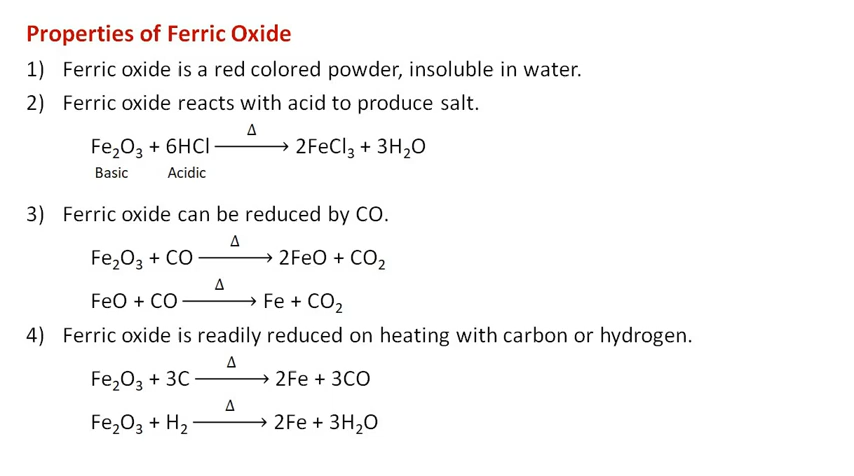 Properties of Ferric Oxide
1) Ferric oxide is a red colored powder, insoluble in water.
2) Ferric oxide reacts with acid to produce salt.
Δ
Fe₂O₃ + 6HCl ⟶ 2FeCl₃ + 3H₂O
Basic Acidic
3) Ferric oxide can be reduced by CO.
Δ
Fe₂O₃ + CO ⟶ 2FeO + CO₂
Δ
FeO + CO ⟶ Fe + CO₂
4) Ferric oxide is readily reduced on heating with carbon or hydrogen.
Δ
Fe₂O₃ + 3C ⟶ 2Fe + 3CO
Δ
Fe₂O₃ + H₂ ⟶ 2Fe + 3H₂O